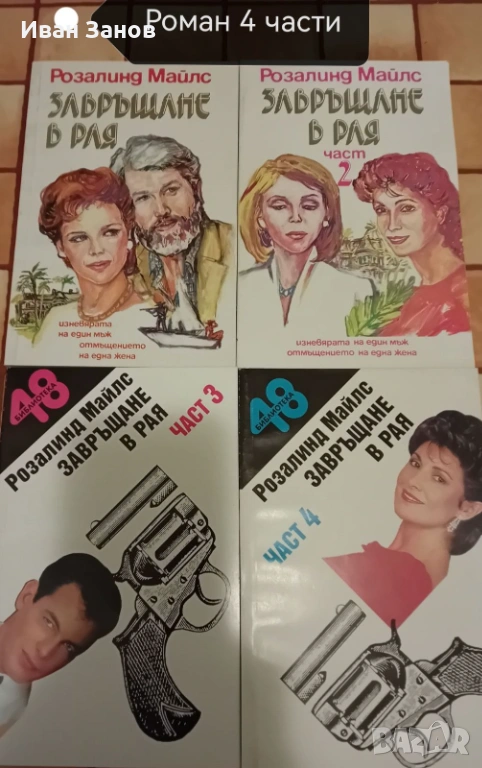 Иван Занов
Роман 4 части
Розалинд Майлс
ЗАВРЪЩАНЕ
В РАЯ
изневярата
на един мъж
отмъщението
на една жена
Розалинд Майлс
ЗАВРЪЩАНЕ
В РАЯ
част
2
изневярата на един мъж
отмъщението на една жена
48
БИБЛИОТЕКА
Розалинд Майлс
ЗАВРЪЩАНЕ
В РАЯ
ЧАСТ 3
48
БИБЛИОТЕКА
Розалинд Майлс
ЗАВРЪЩАНЕ
В РАЯ
ЧАСТ 4
BAZAR